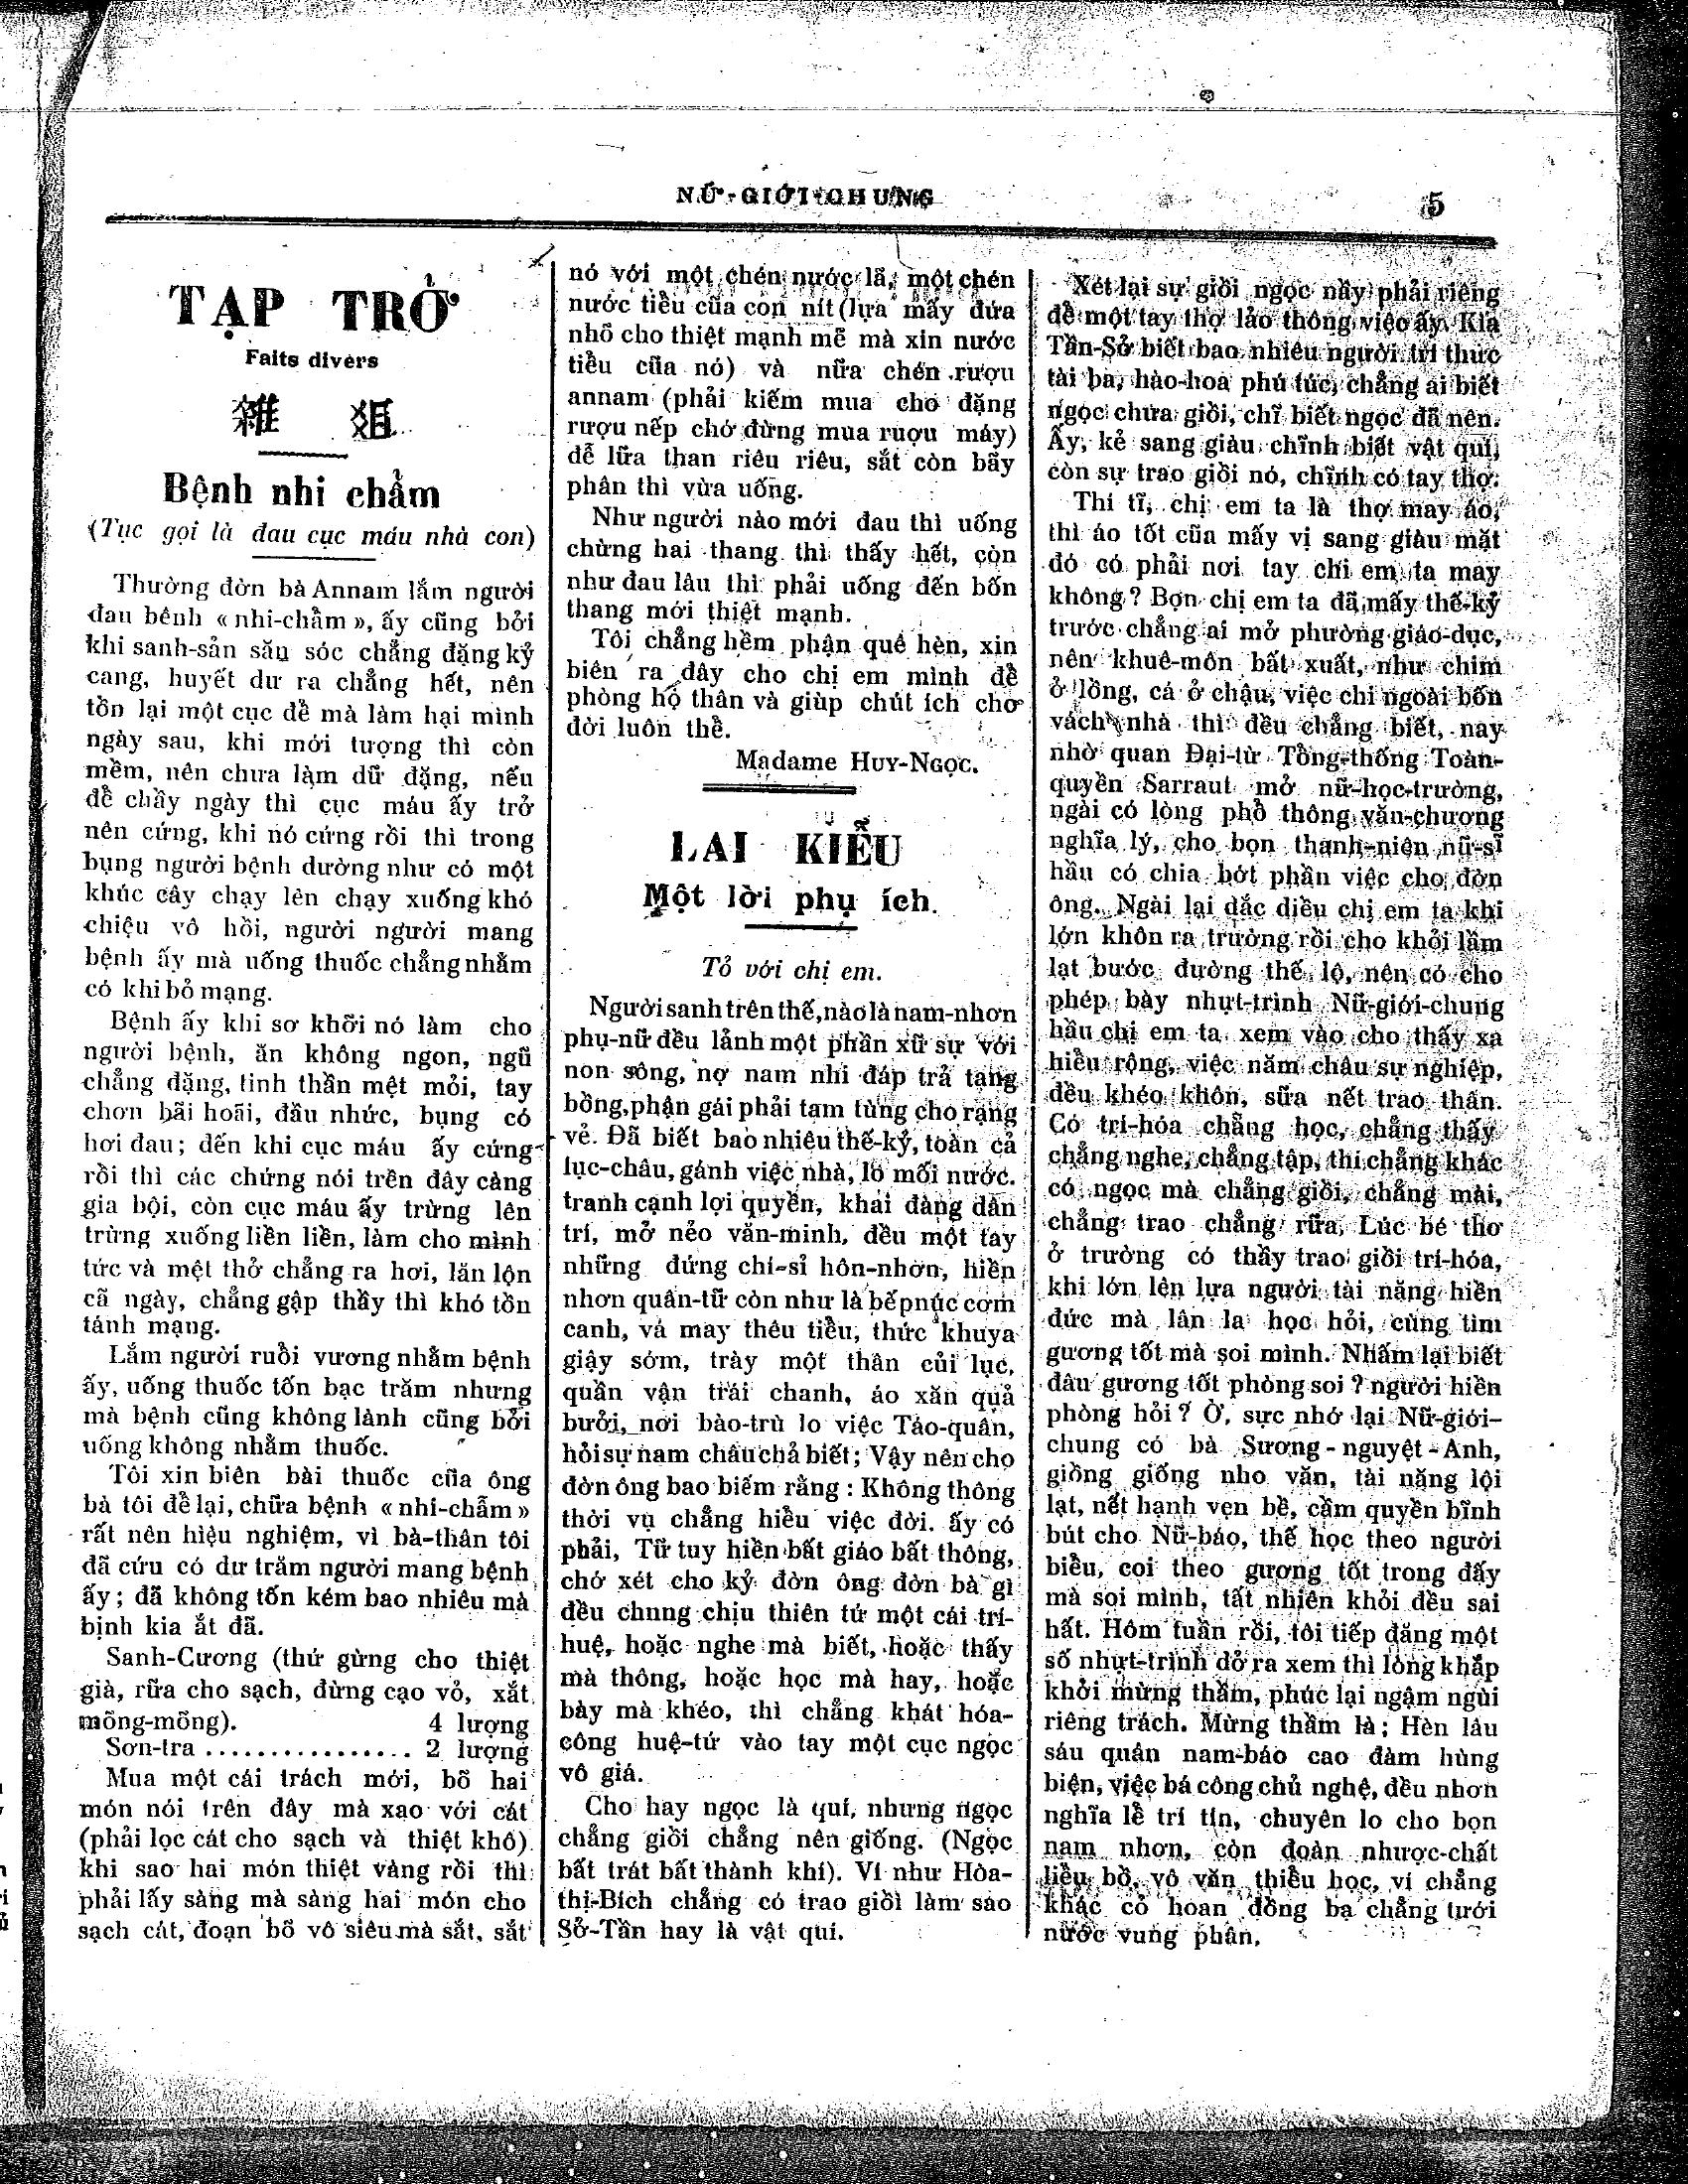 NỮ-GIỚI-CHUNG
5
TẠP TRỞ
Faits divers
雜 爼
Bệnh nhi chẩm
(Tục gọi là đau cục máu nhà con)
Thường đờn bà Annam lắm người
đau bênh « nhi-chẩm », ấy cũng bởi
khi sanh-sản săn sóc chẳng đặng kỷ
cang, huyết dư ra chẳng hết, nên
tồn lại một cục để mà làm hại mình
ngày sau, khi mới tượng thì còn
mềm, nên chưa làm dữ đặng, nếu
để chầy ngày thì cục máu ấy trở
nên cứng, khi nó cứng rồi thì trong
bụng người bệnh dường như có một
khúc cây chạy lên chạy xuống khó
chiệu vô hồi, người người mang
bệnh ấy mà uống thuốc chẳng nhằm
có khi bỏ mạng.
Bệnh ấy khi sơ khỡi nó làm cho
người bệnh, ăn không ngon, ngũ
chẳng đặng, tinh thần mệt mỏi, tay
chơn bãi hoãi, đầu nhức, bụng có
hơi đau ; đến khi cục máu ấy cứng
rồi thì các chứng nói trên đây càng
gia bội, còn cục máu ấy trừng lên
trừng xuống liền liền, làm cho mình
tức và mệt thở chẳng ra hơi, lăn lộn
cã ngày, chẳng gặp thầy thì khó tồn
tánh mạng.
Lắm người ruồi vương nhằm bệnh
ấy, uống thuốc tốn bạc trăm nhưng
mà bệnh cũng không lành cũng bởi
uống không nhằm thuốc.
Tôi xin biên bài thuốc cũa ông
bà tôi để lại, chữa bệnh « nhi-chẫm »
rất nên hiệu nghiệm, vì bà-thân tôi
đã cứu có dư trăm người mang bệnh
ấy ; đã không tốn kém bao nhiêu mà
bịnh kia ắt đã.
Sanh-Cương (thứ gừng cho thiệt
già, rữa cho sạch, đừng cạo vỏ, xắt
mõng-mõng). 4 lượng
Sơn-tra ................ 2 lượng
Mua một cái trách mới, bõ hai
món nói trên đây mà xao với cát
(phải lọc cát cho sạch và thiệt khô)
khi sao hai món thiệt vàng rồi thì
phải lấy sàng mà sàng hai món cho
sạch cát, đoạn bõ vô siêu mà sắt, sắt
nó với một chén nước lã, một chén
nước tiểu cũa con nít (lựa mấy đứa
nhõ cho thiệt mạnh mẽ mà xin nước
tiểu cũa nó) và nữa chén rượu
annam (phải kiếm mua cho đặng
rượu nếp chớ đừng mua rượu máy)
để lữa than riêu riêu, sắt còn bãy
phân thì vừa uống.
Như người nào mới đau thì uống
chừng hai thang thì thấy hết, còn
như đau lâu thì phải uống đến bốn
thang mới thiệt mạnh.
Tôi chẳng hềm phận quê hèn, xin
biên ra đây cho chị em mình để
phòng hộ thân và giúp chút ích cho
đời luôn thể.
Madame HUY-NGỌC.
LAI KIỄU
Một lời phụ ích.
Tỏ với chị em.
Người sanh trên thế, nào là nam-nhơn
phụ-nữ đều lảnh một phần xữ sự với
non sông, nợ nam nhi đáp trả tang
bồng, phận gái phải tam tùng cho rạng
vẻ. Đã biết bao nhiêu thế-kỷ, toàn cả
lục-châu, gánh việc nhà, lo mối nước.
tranh cạnh lợi quyền, khai đàng dân
trí, mở nẻo văn-minh, đều một tay
những đứng chí-sỉ hôn-nhơn, hiền
nhơn quân-tữ còn như là bếp núc cơm
canh, vá may thêu tiểu, thức khuya
giậy sớm, trày một thân củi lục,
quần vận trái chanh, áo xăn quả
bưởi, nơi bào-trù lo việc Táo-quân,
hỏi sự nam châu chả biết ; Vậy nên cho
đờn ông bao biếm rằng : Không thông
thời vụ chẳng hiểu việc đời. ấy có
phải, Tữ tuy hiền bất giáo bất thông,
chớ xét cho kỷ đờn ông đờn bà gì
đều chung chịu thiên tứ một cái trí-
huệ, hoặc nghe mà biết, hoặc thấy
mà thông, hoặc học mà hay, hoặc
bày mà khéo, thì chẳng khát hóa-
công huệ-tứ vào tay một cục ngọc
vô giá.
Cho hay ngọc là quí, nhưng ngọc
chẳng giồi chẳng nên giống. (Ngọc
bất trát bất thành khí). Ví như Hòa-
thị-Bích chẳng có trao giồi làm sao
Sở-Tần hay là vật quí.
Xét lại sự giồi ngọc nầy phải riêng
để một tay thợ lảo thông việc ấy. Kia
Tần-Sở biết bao nhiêu người trí thức
tài ba, hào-hoa phú túc, chẳng ai biết
ngọc chửa giồi, chĩ biết ngọc đã nên.
Ấy, kẻ sang giàu chĩnh biết vật quí,
còn sự trao giồi nó, chĩnh có tay thợ.
Thí tĩ, chị em ta là thợ may áo,
thì áo tốt cũa mấy vị sang giàu mặt
đó có phải nơi tay chị em ta may
không ? Bọn chị em ta đã mấy thế-kỷ
trước chẳng ai mở phường giáo-dục,
nên khuê-môn bất xuất, như chim
ở lồng, cá ở chậu, việc chi ngoài bốn
vách nhà thì đều chẳng biết, nay
nhờ quan Đại-từ Tổng-thống Toàn-
quyền Sarraut mở nữ-học-trường,
ngài có lòng phổ thông văn-chương
nghĩa lý, cho bọn thanh-niên nữ-sĩ
hầu có chia bớt phần việc cho đờn
ông. Ngài lại dắc diều chị em ta khi
lớn khôn ra trường rồi cho khỏi lầm
lạt bước đường thế lộ, nên có cho
phép bày nhựt-trình Nữ-giới-chung
hầu chị em ta xem vào cho thấy xa
hiểu rộng, việc năm châu sự nghiệp,
đều khéo khôn, sữa nết trao thân.
Có trí-hóa chẳng học, chẳng thấy
chẳng nghe, chẳng tập, thì chẳng khác
có ngọc mà chẳng giồi, chẳng mài,
chẳng trao chẳng rữa, Lúc bé thơ
ở trường có thầy trao giồi trí-hóa,
khi lớn lên lựa người tài năng hiền
đức mà lân la học hỏi, cùng tìm
gương tốt mà soi mình. Nhấm lại biết
đâu gương tốt phòng soi ? người hiền
phòng hỏi ? Ờ, sực nhớ lại Nữ-giới-
chung có bà Sương-nguyệt-Anh,
giồng giống nho văn, tài năng lội
lạt, nết hạnh vẹn bề, cầm quyền bĩnh
bút cho Nữ-báo, thế học theo người
biểu, coi theo gương tốt trong đấy
mà soi mình, tất nhiên khỏi đều sai
hất. Hôm tuần rồi, tôi tiếp đặng một
số nhựt-trình dở ra xem thì lòng khấp
khởi mừng thầm, phúc lại ngậm ngùi
riêng trách. Mừng thầm là ; Hèn lâu
sáu quận nam-báo cao đàm hùng
biện, việc bá công chủ nghệ, đều nhơn
nghĩa lễ trí tín, chuyên lo cho bọn
nam nhơn, còn đoàn nhược-chất
liễu bồ, vô văn thiểu học, ví chẳng
khác cỏ hoan đồng bạ chẳng tưới
nước vung phân.